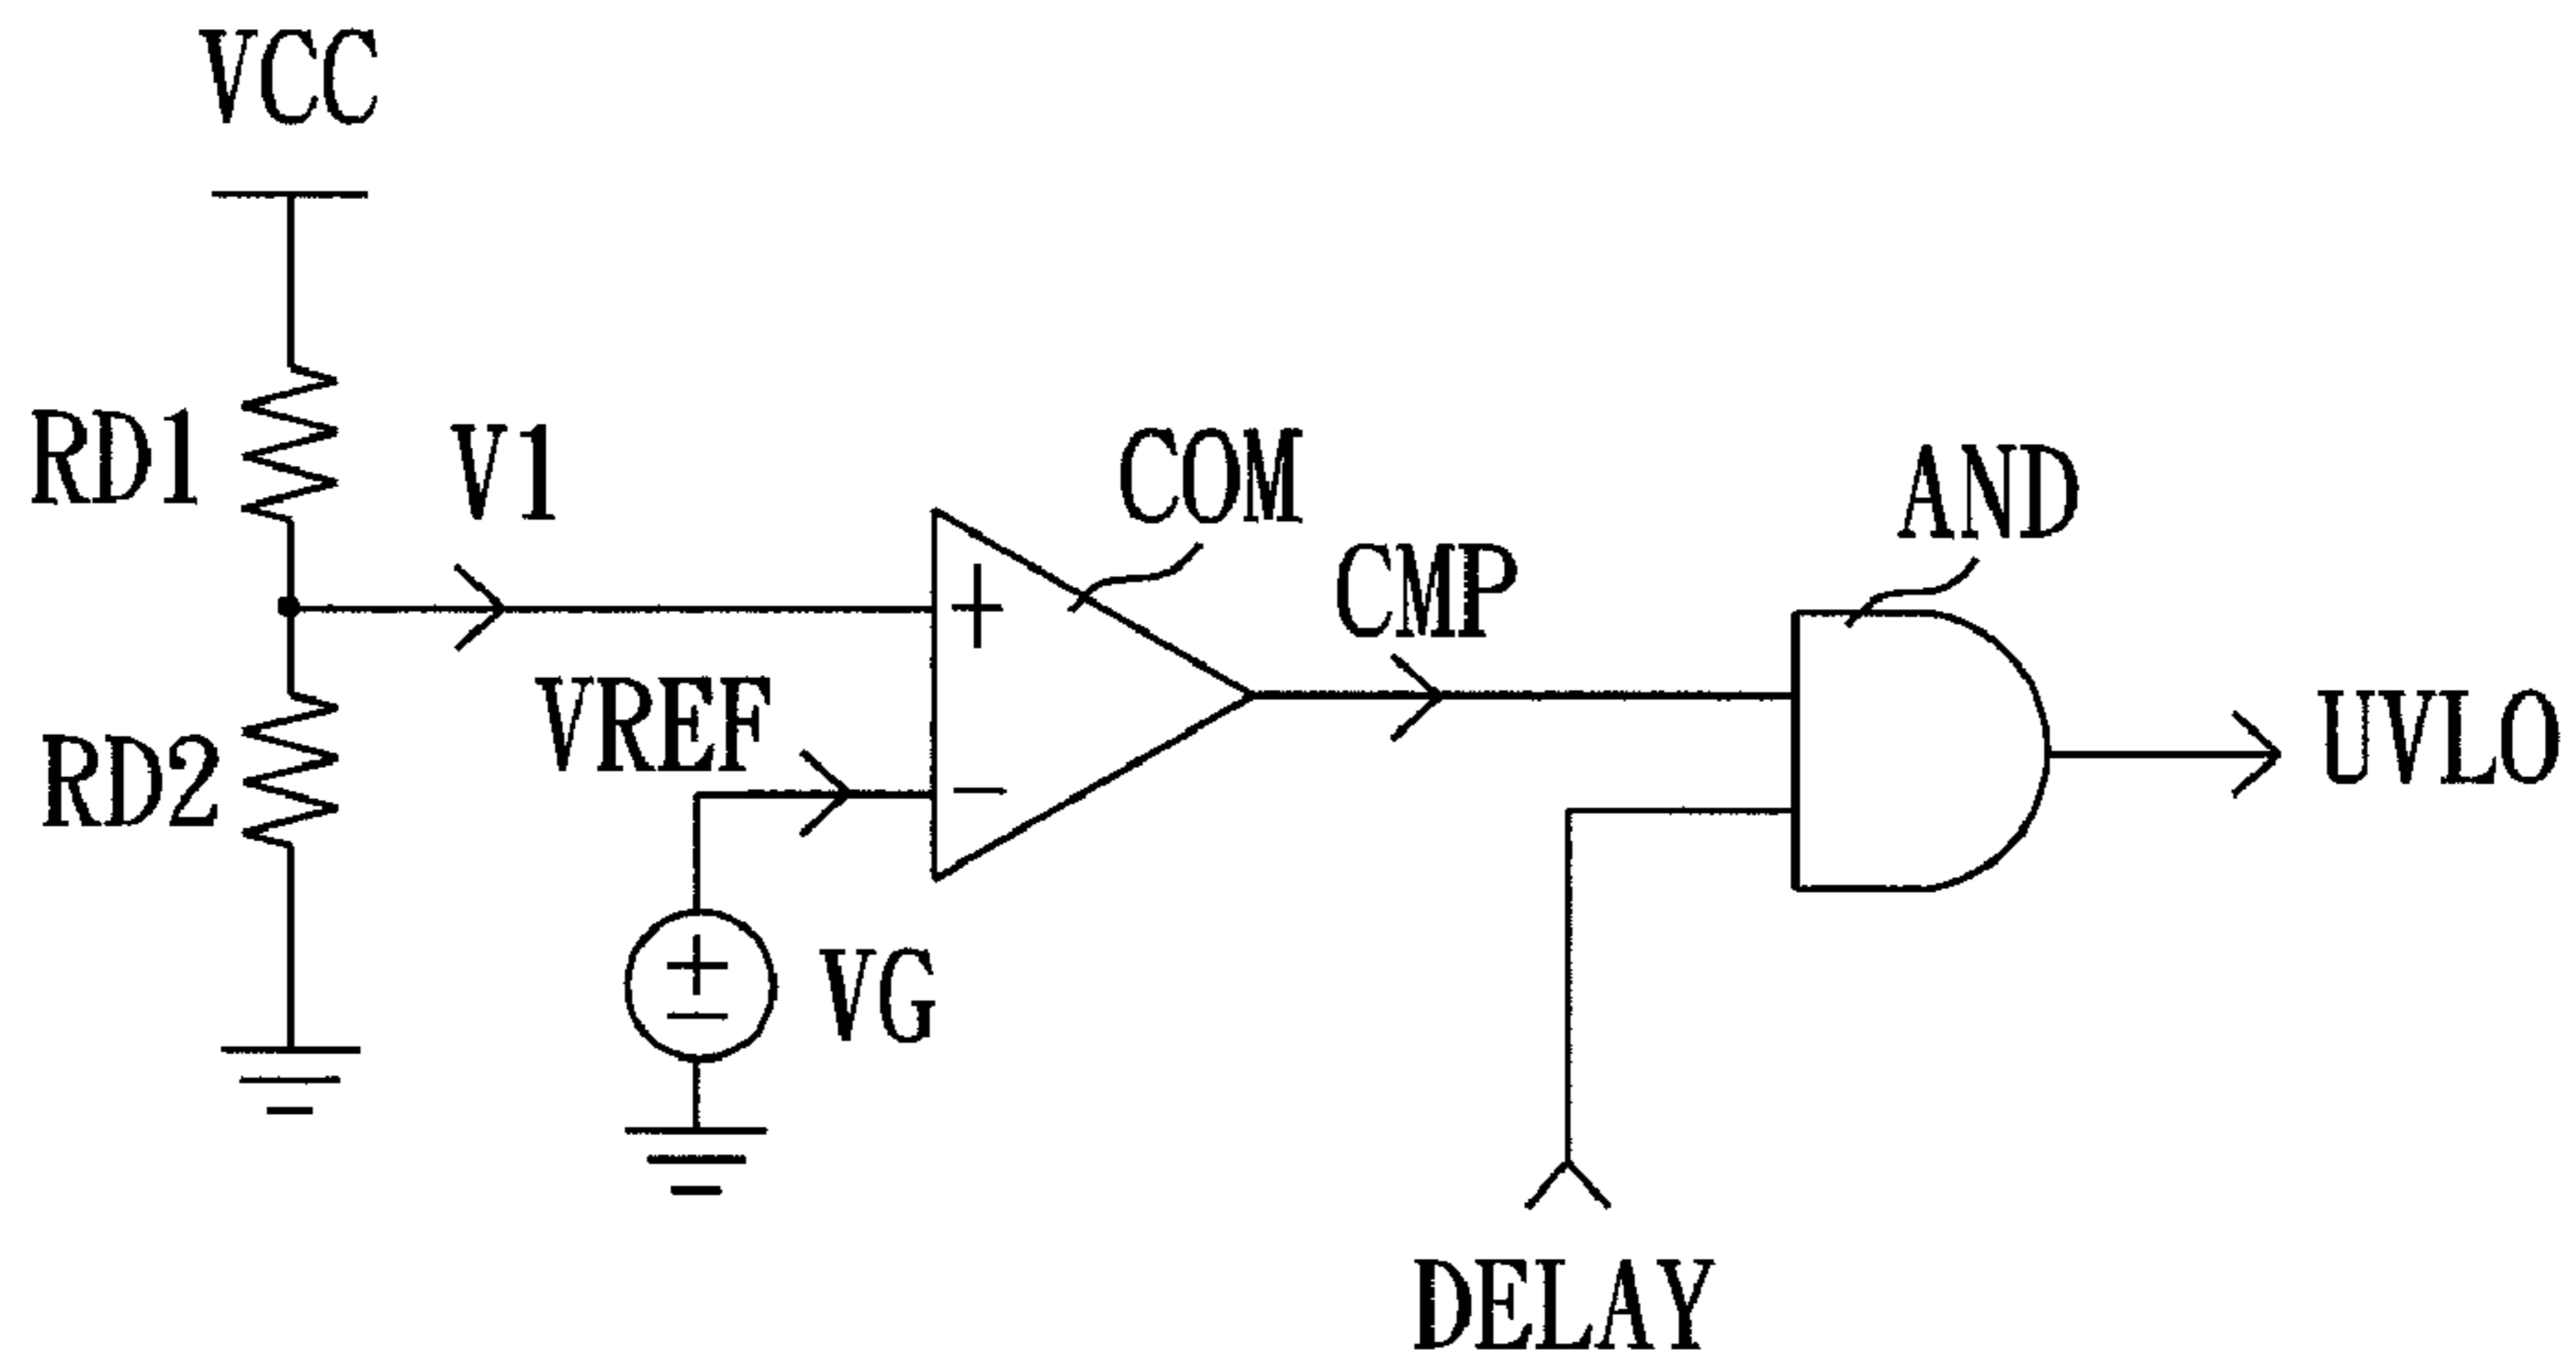 VCC
RD1
V1
COM
AND
CMP
VREF
RD2
UVLO
+
-
+
-
VG
DELAY